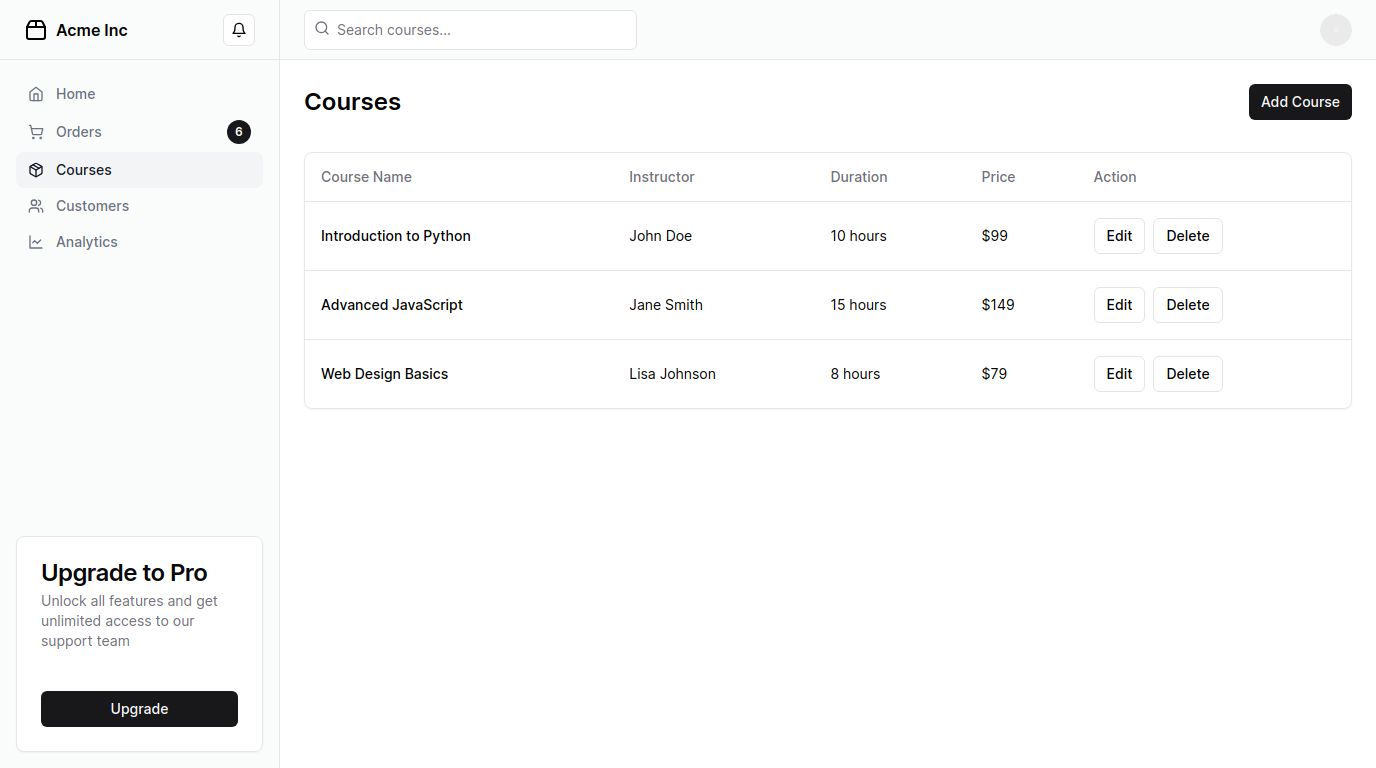 Acme Inc
Search courses...
Home
Orders 6
Courses
Customers
Analytics
Upgrade to Pro
Unlock all features and get
unlimited access to our
support team
Upgrade
Courses
Add Course
Course Name Instructor Duration Price Action
Introduction to Python John Doe 10 hours $99 Edit Delete
Advanced JavaScript Jane Smith 15 hours $149 Edit Delete
Web Design Basics Lisa Johnson 8 hours $79 Edit Delete